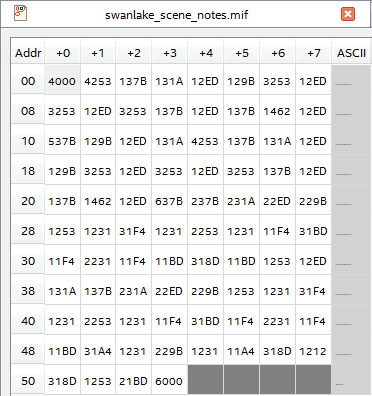 swanlake_scene_notes.mif
Addr +0 +1 +2 +3 +4 +5 +6 +7 ASCII
00 4000 4253 137B 131A 12ED 129B 3253 12ED ........
08 3253 12ED 3253 137B 12ED 137B 1462 12ED ........
10 537B 129B 12ED 131A 4253 137B 131A 12ED ........
18 129B 3253 12ED 3253 12ED 3253 137B 12ED ........
20 137B 1462 12ED 637B 237B 231A 22ED 229B ........
28 1253 1231 31F4 1231 2253 1231 11F4 31BD ........
30 11F4 2231 11F4 11BD 318D 11BD 1253 12ED ........
38 131A 137B 231A 22ED 229B 1253 1231 31F4 ........
40 1231 2253 1231 11F4 31BD 11F4 2231 11F4 ........
48 11BD 31A4 1231 229B 1231 11A4 318D 1212 ........
50 318D 1253 21BD 6000 ....